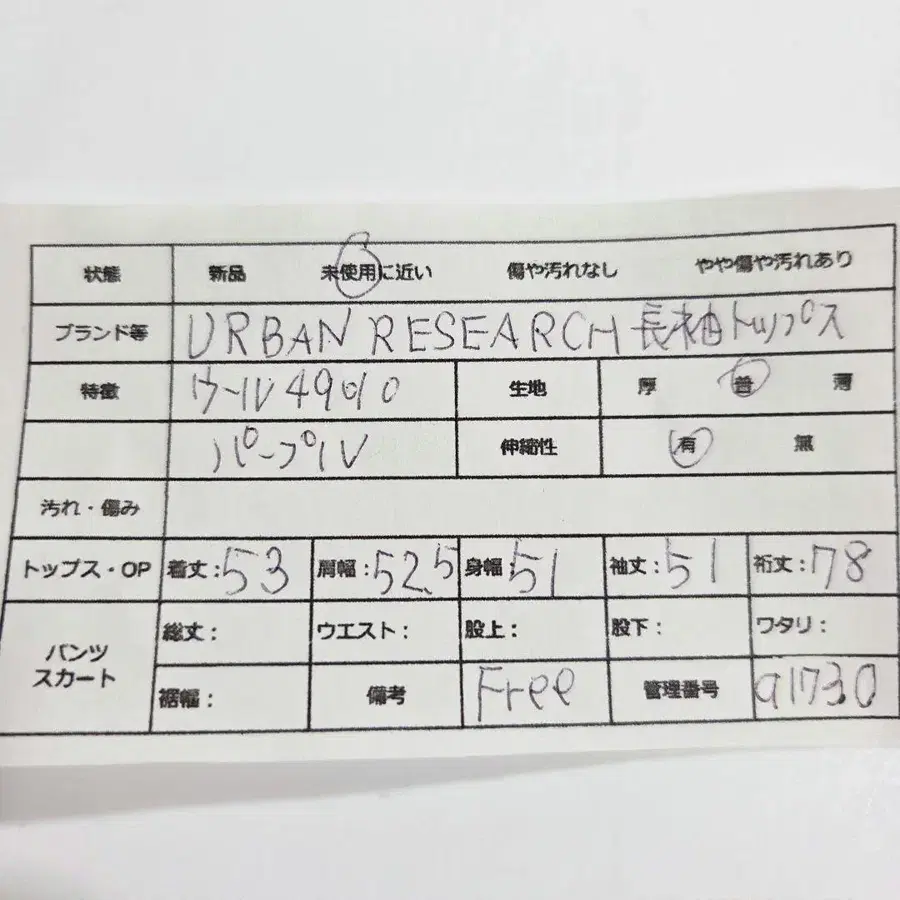 状態 新品 未使用に近い 傷や汚れなし やや傷や汚れあり
ブランド等 URBAN RESEARCH 長袖トップス
特徴 ウール49% 生地 厚 普 薄
パープル 伸縮性 有 無
汚れ・傷み
トップス・OP 着丈:53 肩幅:52.5 身幅:51 袖丈:51 裄丈:78
パンツ スカート 総丈: ウエスト: 股上: 股下: ワタリ:
裾幅: 備考 Free 管理番号 a1730